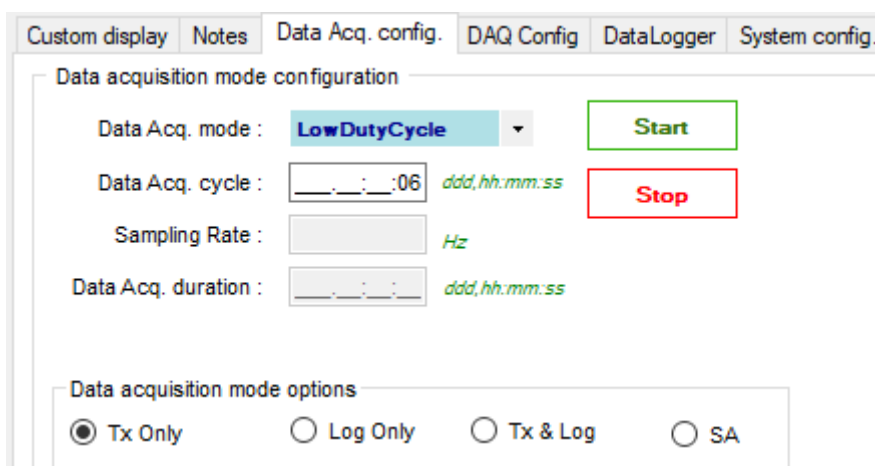 Custom display Notes Data Acq. config. DAQ Config DataLogger System config.
Data acquisition mode configuration
Data Acq. mode : LowDutyCycle Start
Data Acq. cycle : ___.__:__:06 ddd,hh:mm:ss Stop
Sampling Rate : Hz
Data Acq. duration : ___.__:__:__ ddd,hh:mm:ss
Data acquisition mode options
Tx Only Log Only Tx & Log SA